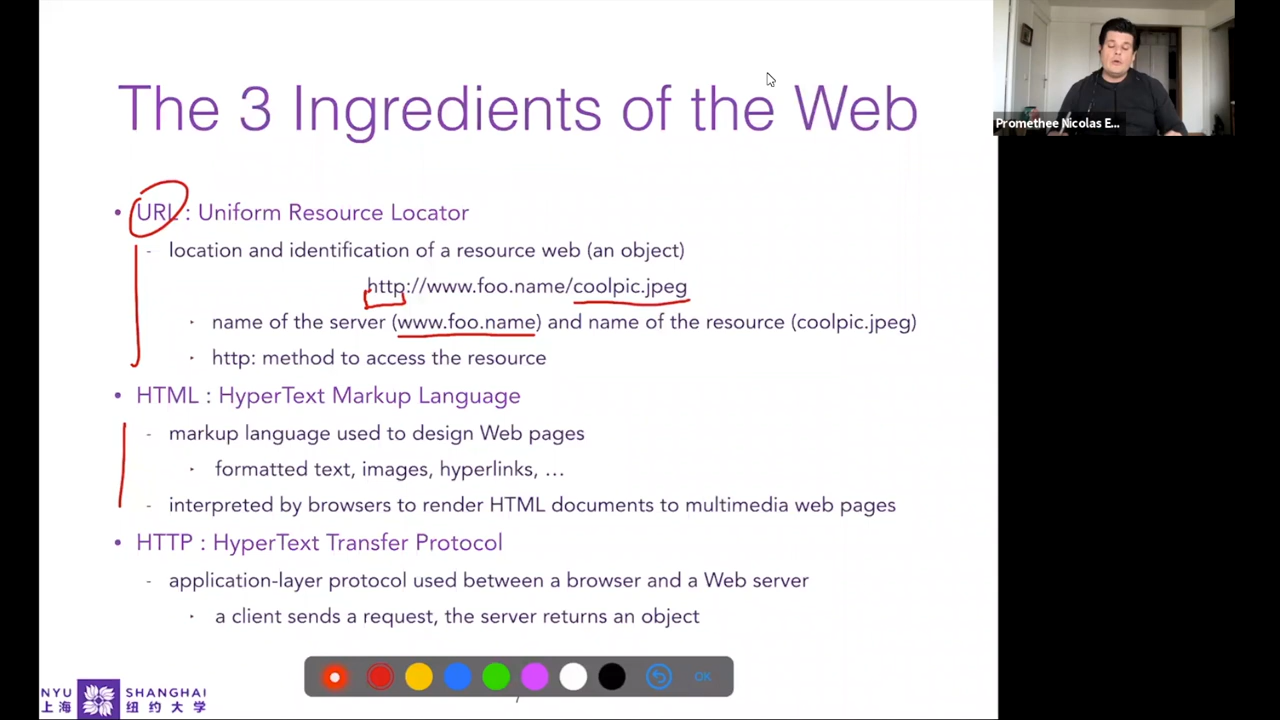 The 3 Ingredients of the Web
Promethee Nicolas E...
• URL : Uniform Resource Locator
- location and identification of a resource web (an object)
http://www.foo.name/coolpic.jpeg
· name of the server (www.foo.name) and name of the resource (coolpic.jpeg)
· http: method to access the resource
• HTML : HyperText Markup Language
- markup language used to design Web pages
· formatted text, images, hyperlinks, …
- interpreted by browsers to render HTML documents to multimedia web pages
• HTTP : HyperText Transfer Protocol
- application-layer protocol used between a browser and a Web server
· a client sends a request, the server returns an object
OK
NYU SHANGHAI
上海 纽约大学